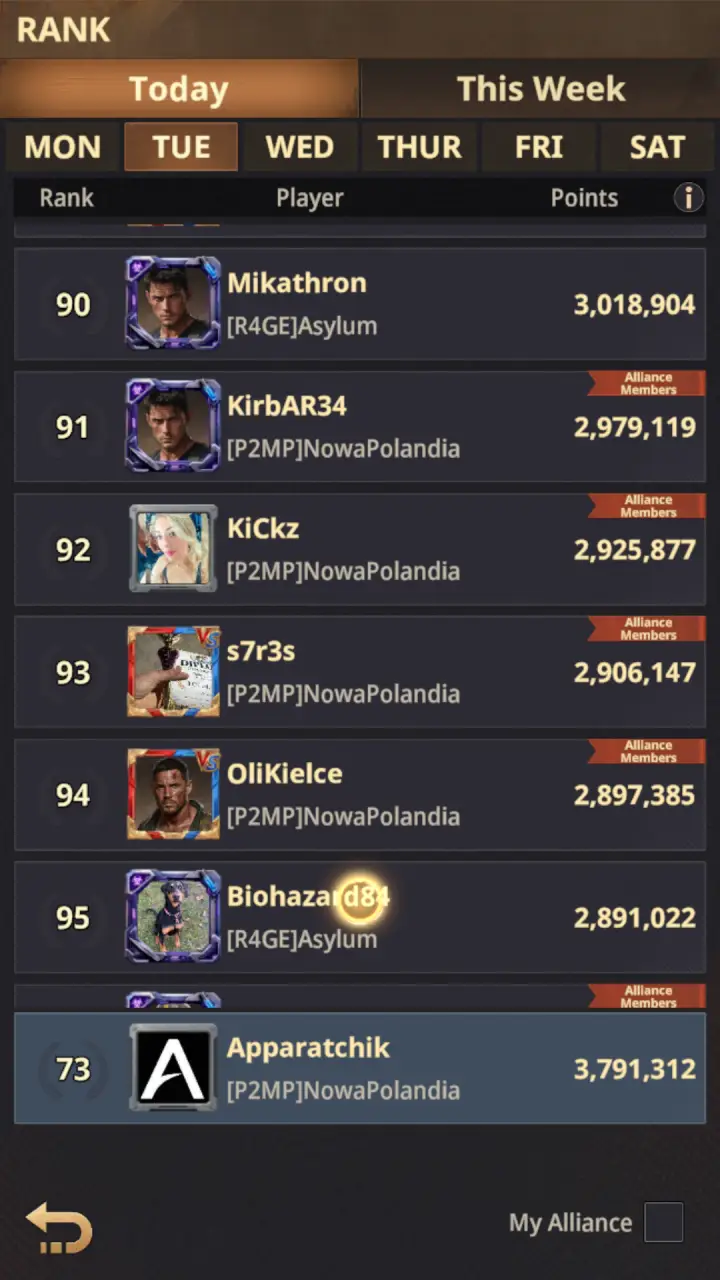 RANK
Today This Week
MON TUE WED THUR FRI SAT
Rank Player Points
90 Mikathron 3,018,904
[R4GE]Asylum
Alliance Members
91 KirbAR34 2,979,119
[P2MP]NowaPolandia
Alliance Members
92 KiCkz 2,925,877
[P2MP]NowaPolandia
Alliance Members
93 s7r3s 2,906,147
[P2MP]NowaPolandia
Alliance Members
94 OliKielce 2,897,385
[P2MP]NowaPolandia
95 Biohazard84 2,891,022
[R4GE]Asylum
Alliance Members
73 Apparatchik 3,791,312
[P2MP]NowaPolandia
My Alliance